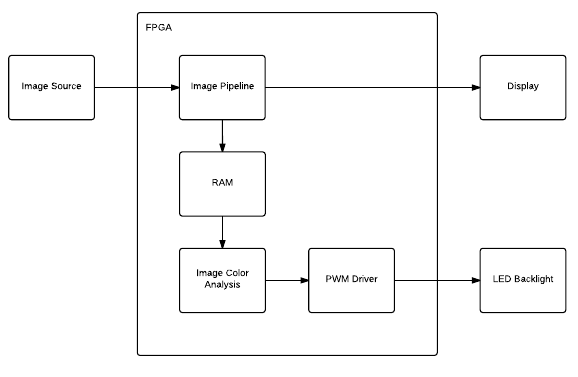 FPGA
Image Source
Image Pipeline
Display
RAM
Image Color
Analysis
PWM Driver
LED Backlight